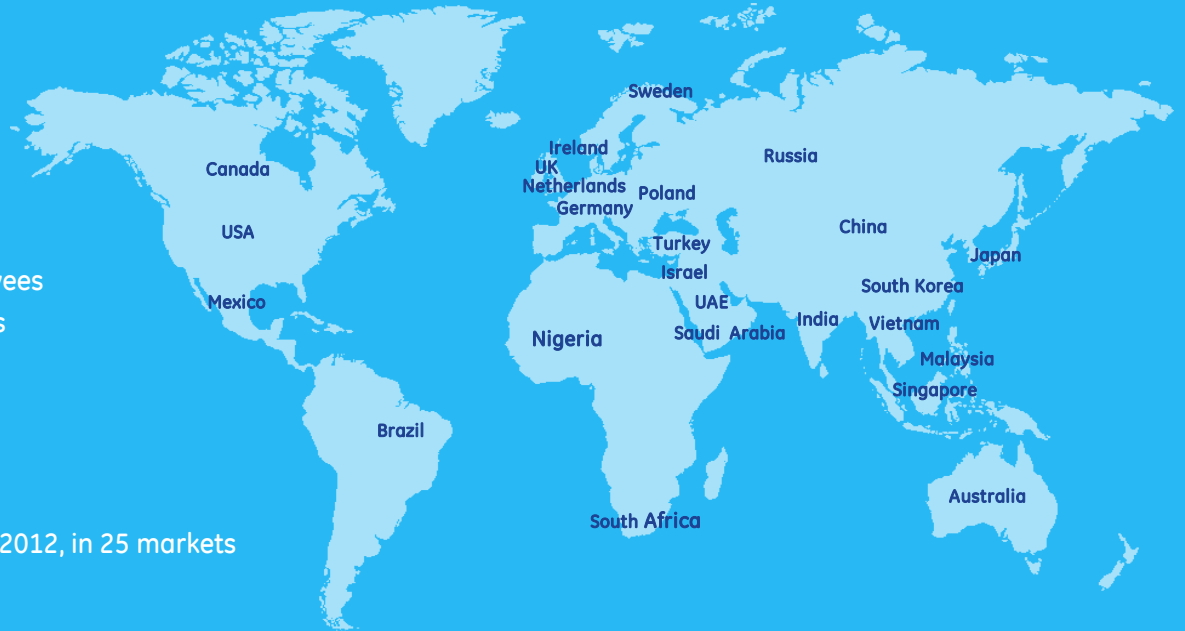 Sweden
Ireland
UK
Canada
Russia
Netherlands
Poland
Germany
China
USA
Turkey
Japan
Israel
South Korea
Mexico
UAE
India
Vietnam
Saudi Arabia
Nigeria
Malaysia
Singapore
Brazil
Australia
South Africa
2012, in 25 markets